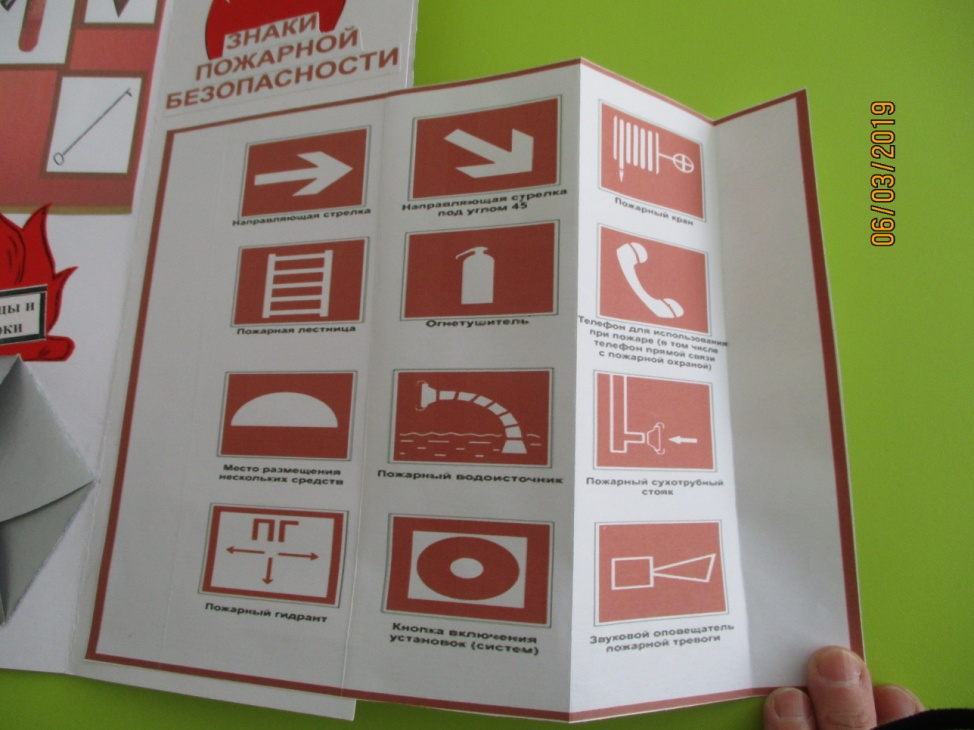 ЗНАКИ
ПОЖАРНОЙ
БЕЗОПАСНОСТИ
06/03/2019
Направляющая стрелка
Направляющая стрелка
под углом 45
Пожарный кран
Пожарная лестница
Огнетушитель
Телефон для использования
при пожаре (в том числе
телефон прямой связи
с пожарной охраной)
Место размещения
нескольких средств
Пожарный водоисточник
Пожарный сухотрубный
стояк
ПГ
Пожарный гидрант
Кнопка включения
установок (систем)
Звуковой оповещатель
пожарной тревоги